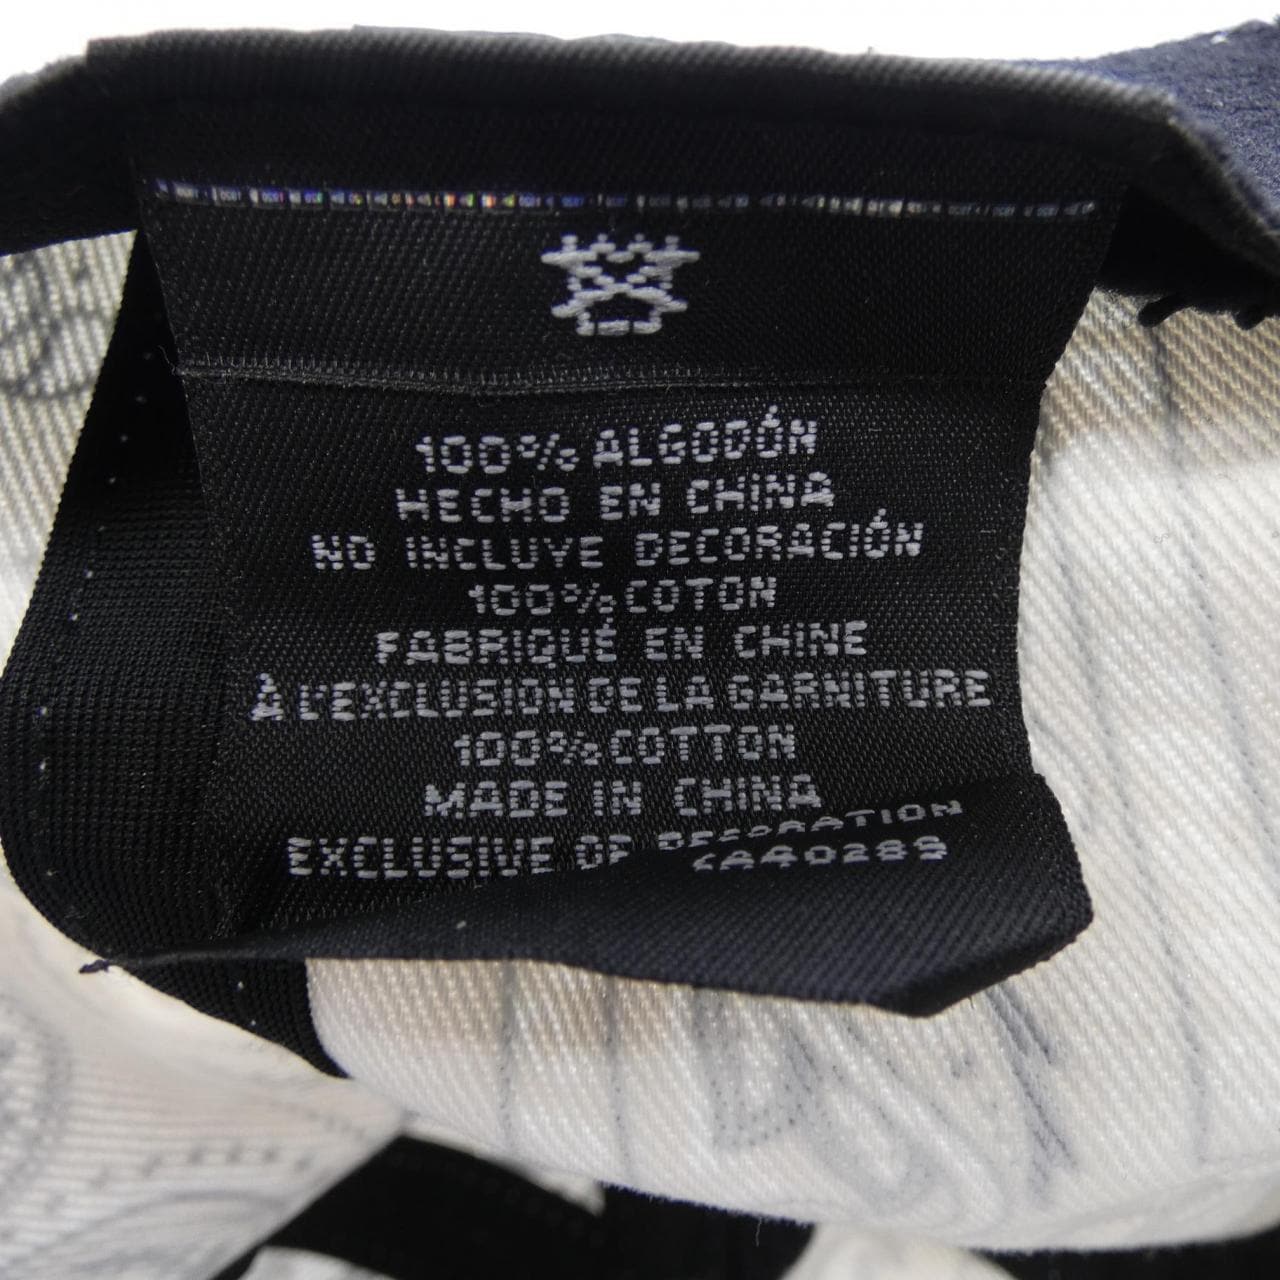 100% ALGODÓN
HECHO EN CHINA
NO INCLUYE DECORACIÓN
100% COTON
FABRIQUÉ EN CHINE
À L'EXCLUSION DE LA GARNITURE
100% COTTON
MADE IN CHINA
EXCLUSIVE OF DECORATION